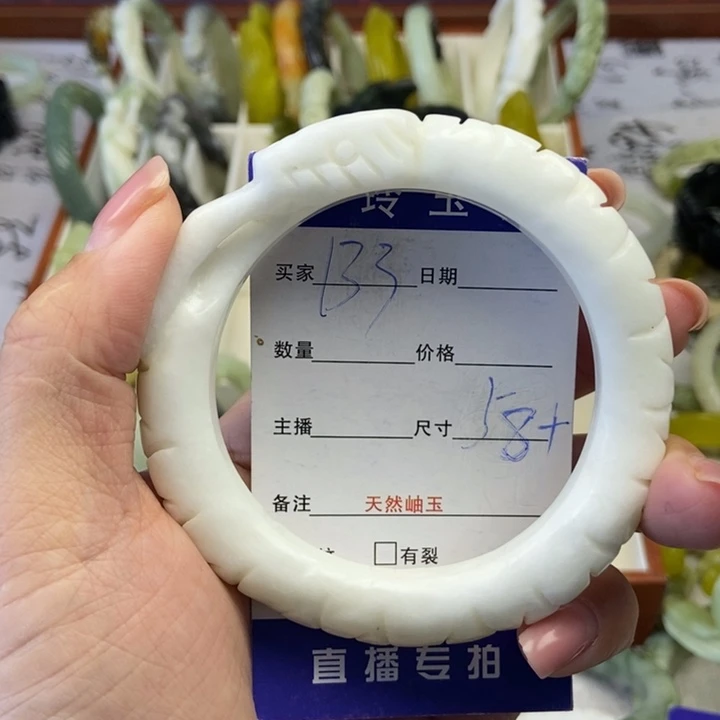 玲玉
买家 133 日期
数量 价格
主播 尺寸 58+
备注 天然岫玉
有裂
直播专拍